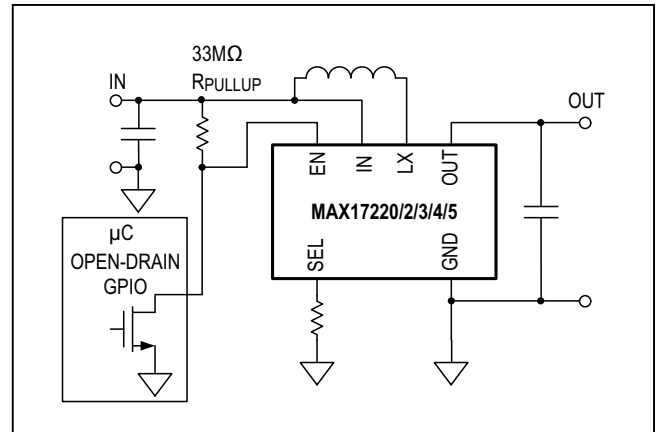 33MΩ
RPULLUP
IN
OUT
EN
IN
LX
OUT
MAX17220/2/3/4/5
SEL
GND
µC
OPEN-DRAIN
GPIO